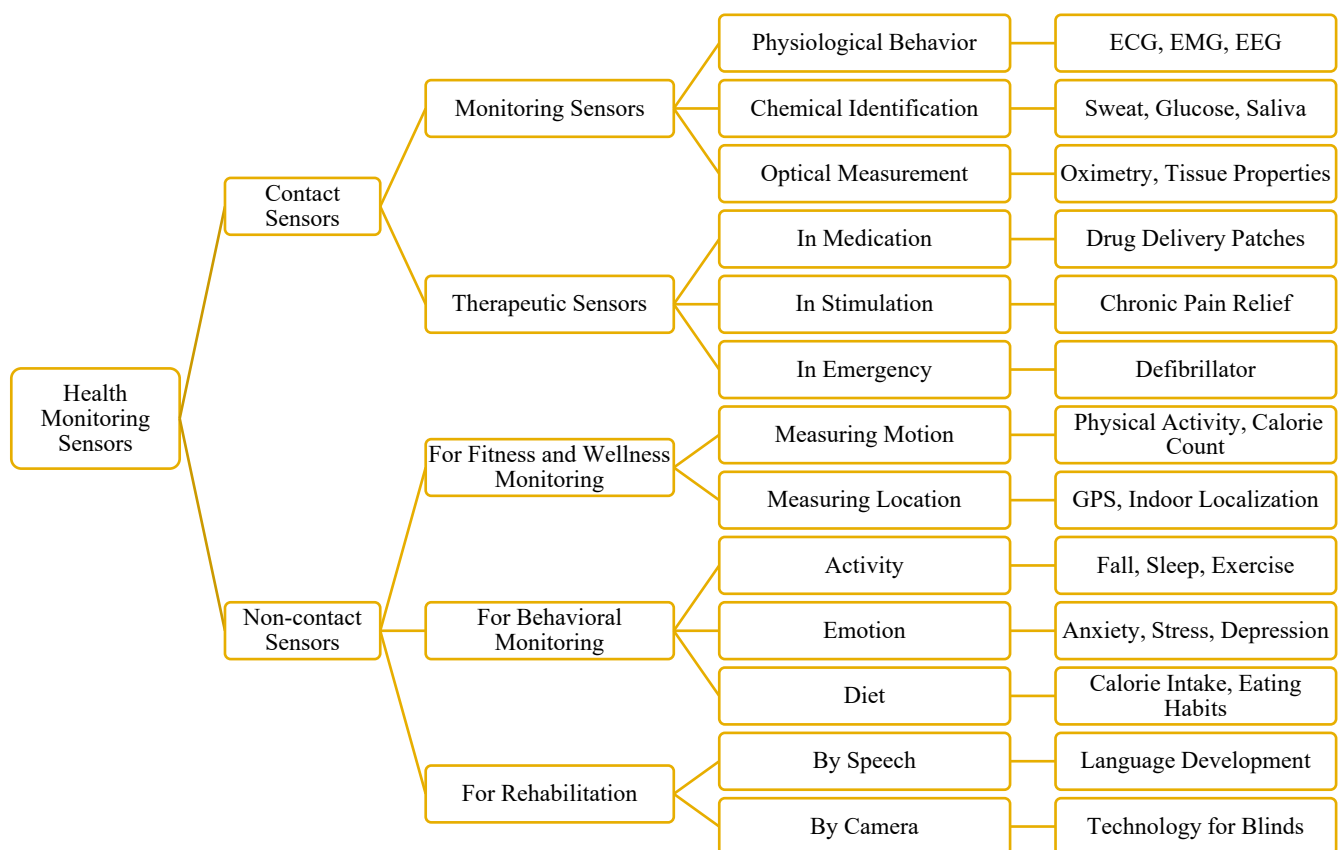 Health
Monitoring
Sensors
Contact
Sensors
Monitoring Sensors
Physiological Behavior
ECG, EMG, EEG
Chemical Identification
Sweat, Glucose, Saliva
Optical Measurement
Oximetry, Tissue Properties
Therapeutic Sensors
In Medication
Drug Delivery Patches
In Stimulation
Chronic Pain Relief
In Emergency
Defibrillator
Non-contact
Sensors
For Fitness and Wellness
Monitoring
Measuring Motion
Physical Activity, Calorie
Count
Measuring Location
GPS, Indoor Localization
For Behavioral
Monitoring
Activity
Fall, Sleep, Exercise
Emotion
Anxiety, Stress, Depression
Diet
Calorie Intake, Eating
Habits
For Rehabilitation
By Speech
Language Development
By Camera
Technology for Blinds